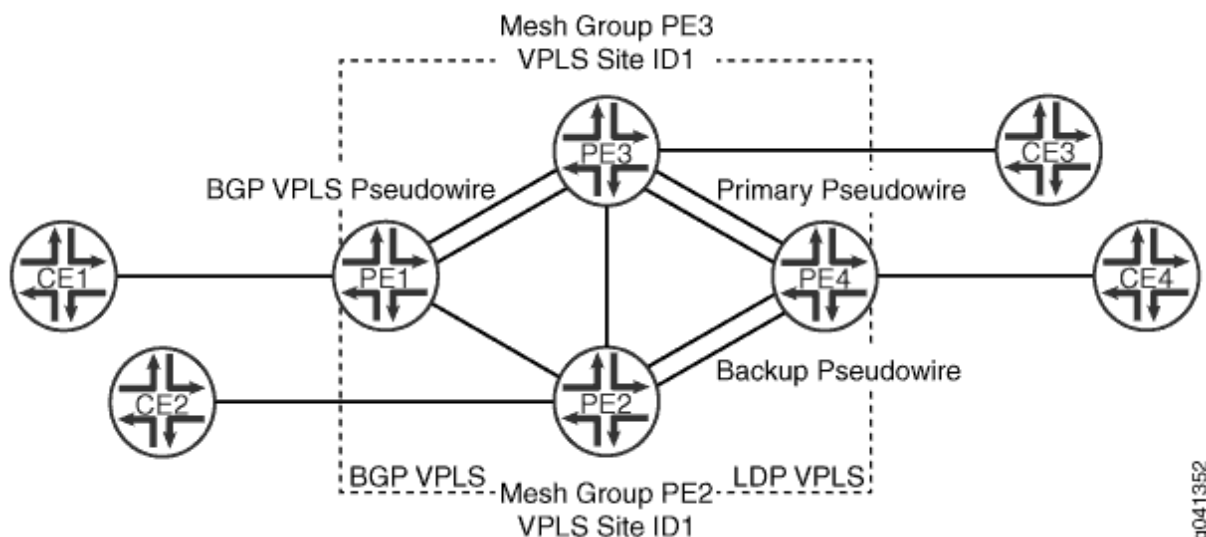 Mesh Group PE3
VPLS Site ID1
PE3
CE3
BGP VPLS Pseudowire
Primary Pseudowire
CE1
PE1
PE4
CE4
Backup Pseudowire
CE2
PE2
BGP VPLS
LDP VPLS
Mesh Group PE2
VPLS Site ID1
g041352